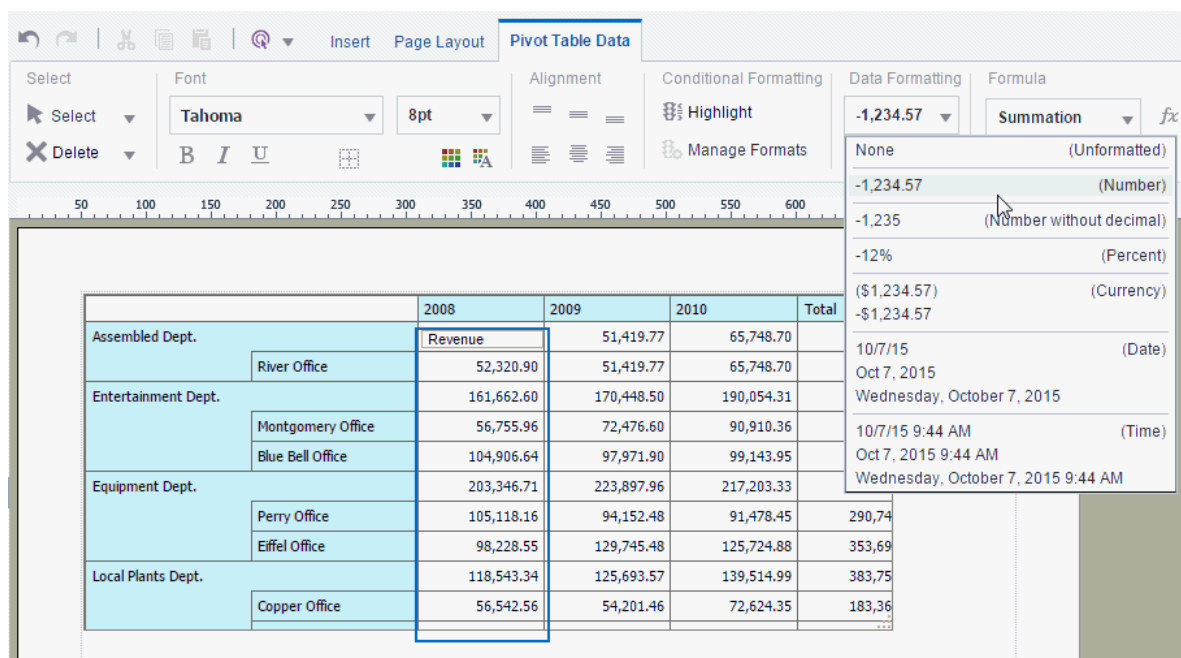 Insert Page Layout Pivot Table Data
Select Font Alignment Conditional Formatting Data Formatting Formula
Select Tahoma 8pt Highlight -1,234.57 Summation fx
Delete B I U A Manage Formats
None (Unformatted)
-1,234.57 (Number)
-1,235 (Number without decimal)
-12% (Percent)
($1,234.57) (Currency)
-$1,234.57
10/7/15 (Date)
Oct 7, 2015
Wednesday, October 7, 2015
10/7/15 9:44 AM (Time)
Oct 7, 2015 9:44 AM
Wednesday, October 7, 2015 9:44 AM
50 100 150 200 250 300 350 400 450 500 550 600
2008 2009 2010 Total
Assembled Dept. Revenue 51,419.77 65,748.70
River Office 52,320.90 51,419.77 65,748.70
Entertainment Dept. 161,662.60 170,448.50 190,054.31
Montgomery Office 56,755.96 72,476.60 90,910.36
Blue Bell Office 104,906.64 97,971.90 99,143.95
Equipment Dept. 203,346.71 223,897.96 217,203.33
Perry Office 105,118.16 94,152.48 91,478.45 290,74
Eiffel Office 98,228.55 129,745.48 125,724.88 353,69
Local Plants Dept. 118,543.34 125,693.57 139,514.99 383,75
Copper Office 56,542.56 54,201.46 72,624.35 183,36